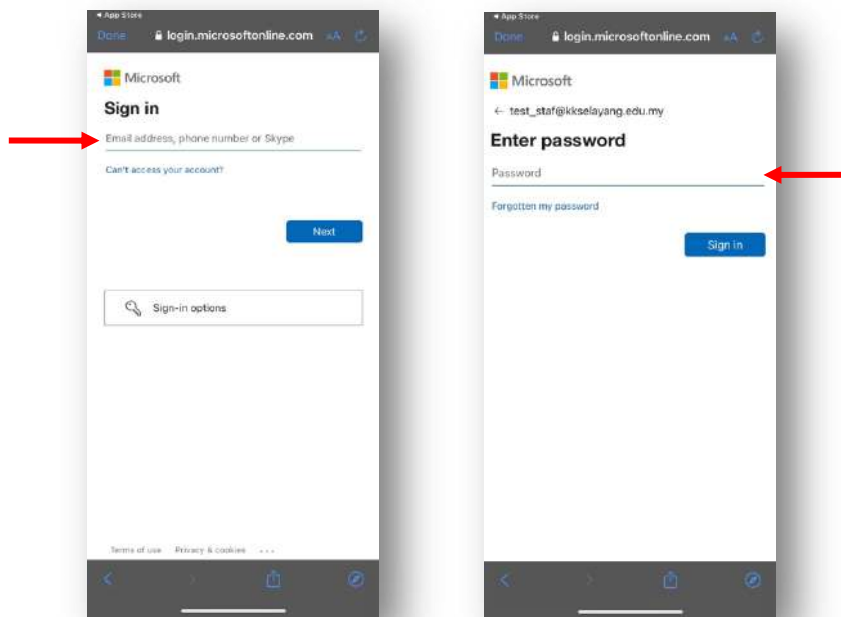 App Store
Done login.microsoftonline.com AA
Microsoft
Sign in
Email address, phone number or Skype
Can't access your account?
Next
Sign-in options
Terms of use Privacy & cookies ...
App Store
Done login.microsoftonline.com AA
Microsoft
← test_staf@kkselayang.edu.my
Enter password
Password
Forgotten my password
Sign in